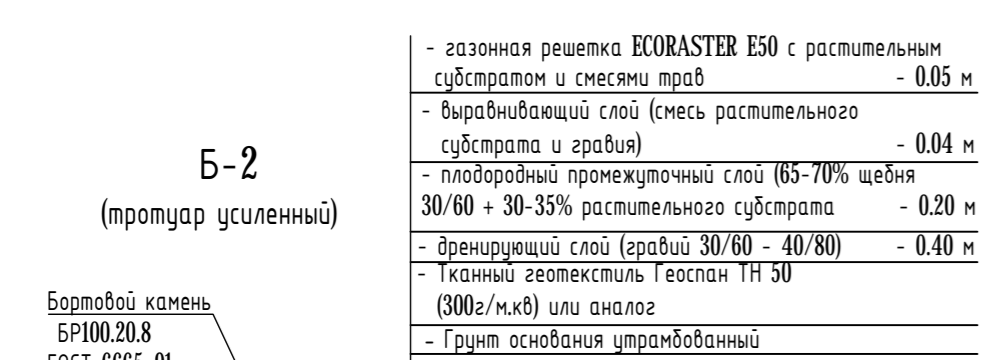 Б-2
(тротуар усиленный)
Бортовой камень
БР100.20.8
ГОСТ 6665-91
- газонная решетка ECORASTER E50 с растительным
субстратом и смесями трав - 0.05 м
- выравнивающий слой (смесь растительного
субстрата и гравия) - 0.04 м
- плодородный промежуточный слой (65-70% щебня
30/60 + 30-35% растительного субстрата - 0.20 м
- дренирующий слой (гравий 30/60 - 40/80) - 0.40 м
- Тканный геотекстиль Геоспан ТН 50
(300г/м.кв) или аналог
- Грунт основания утрамбованный